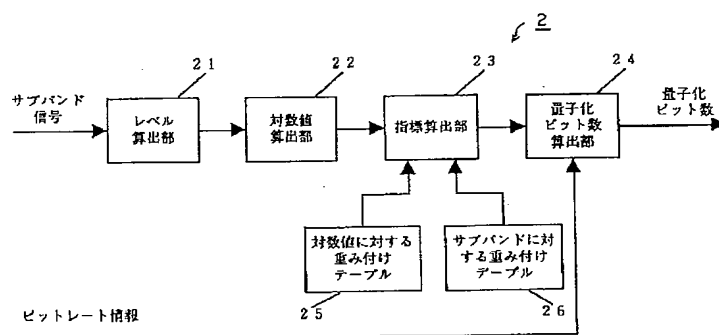 2
21
22
23
24
サブバンド
信号
レベル
算出部
対数値
算出部
指標算出部
量子化
ビット数
算出部
量子化
ビット数
対数値に対する
重み付け
テーブル
サブバンドに対
する重み付け
テーブル
25
26
ビットレート情報